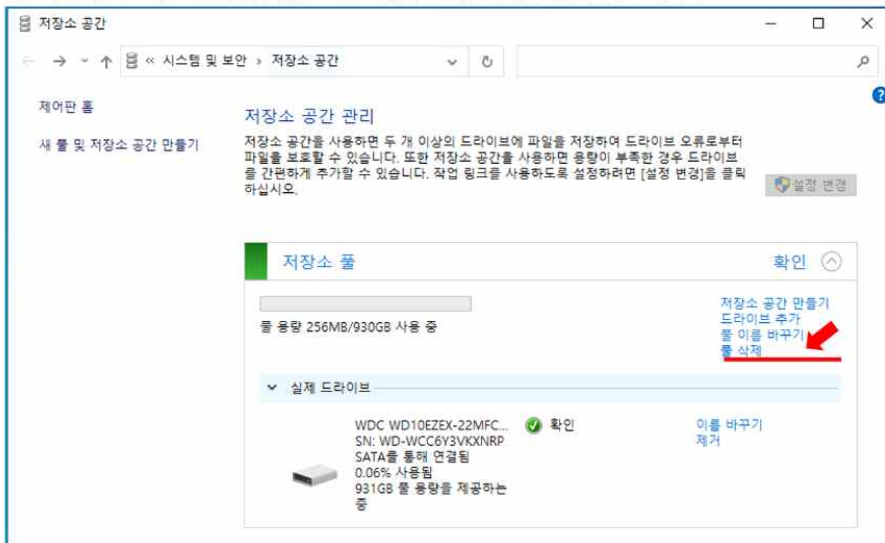 저장소 공간
« 시스템 및 보안 › 저장소 공간
제어판 홈
새 풀 및 저장소 공간 만들기
저장소 공간 관리
저장소 공간을 사용하면 두 개 이상의 드라이브에 파일을 저장하여 드라이브 오류로부터
파일을 보호할 수 있습니다. 또한 저장소 공간을 사용하면 용량이 부족한 경우 드라이브
를 간편하게 추가할 수 있습니다. 작업 링크를 사용하도록 설정하려면 [설정 변경]을 클릭
하십시오.
설정 변경
저장소 풀
확인
풀 용량 256MB/930GB 사용 중
저장소 공간 만들기
드라이브 추가
풀 이름 바꾸기
풀 삭제
실제 드라이브
WDC WD10EZEX-22MFC...
SN: WD-WCC6Y3VKXNRP
SATA를 통해 연결됨
0.06% 사용됨
931GB 풀 용량을 제공하는
중
확인
이름 바꾸기
제거